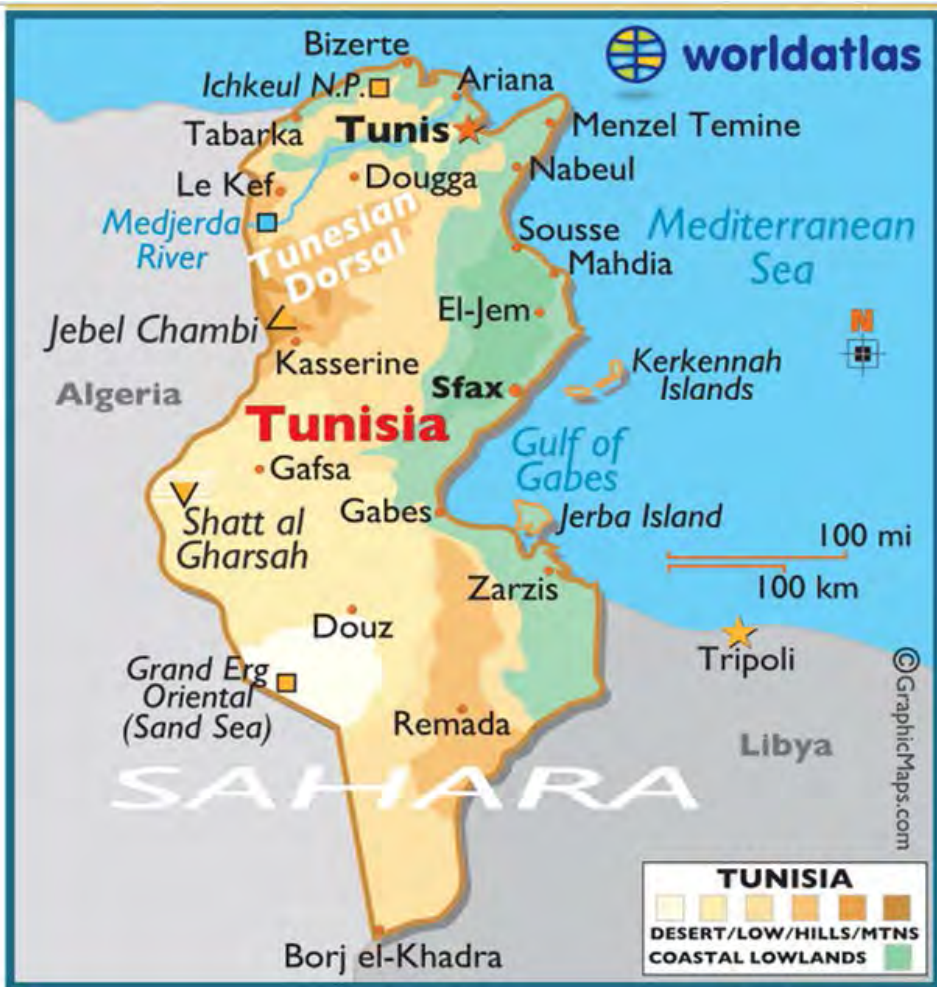 worldatlas
Bizerte
Ichkeul N.P.
Ariana
Tabarka
Tunis
Menzel Temine
Le Kef
Dougga
Nabeul
Medjerda
River
Tunesian
Dorsal
Sousse
Mahdia
Mediterranean
Sea
El-Jem
Jebel Chambi
Kasserine
N
Kerkennah
Islands
Algeria
Sfax
Tunisia
Gulf of
Gabes
Gafsa
Gabes
Jerba Island
Shatt al
Gharsah
100 mi
100 km
Zarzis
Douz
Tripoli
Grand Erg
Oriental
(Sand Sea)
Remada
Libya
SAHARA
©GraphicMaps.com
Borj el-Khadra
TUNISIA
DESERT/LOW/HILLS/MTNS
COASTAL LOWLANDS